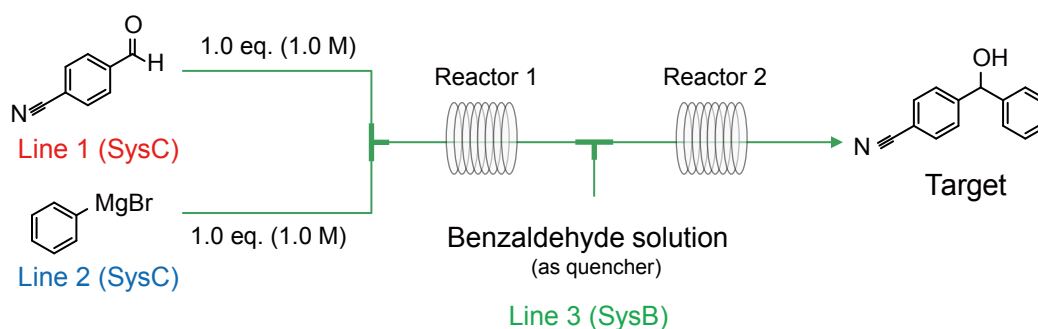 O
H
N
1.0 eq. (1.0 M)
Line 1 (SysC)
MgBr
1.0 eq. (1.0 M)
Line 2 (SysC)
Reactor 1
Reactor 2
Benzaldehyde solution
(as quencher)
Line 3 (SysB)
OH
N
Target